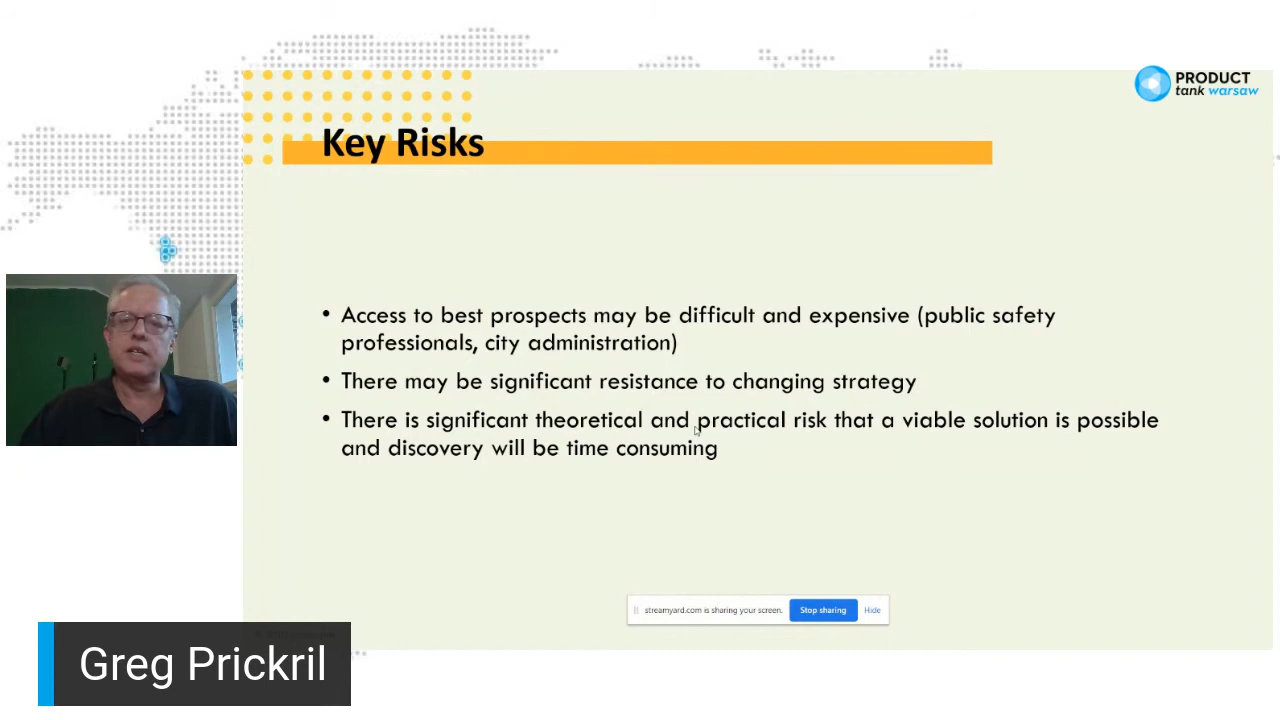 PRODUCT
tank warsaw
Key Risks
• Access to best prospects may be difficult and expensive (public safety
professionals, city administration)
• There may be significant resistance to changing strategy
• There is significant theoretical and practical risk that a viable solution is possible
and discovery will be time consuming
streamyard.com is sharing your screen.
Stop sharing
Hide
Greg Prickril